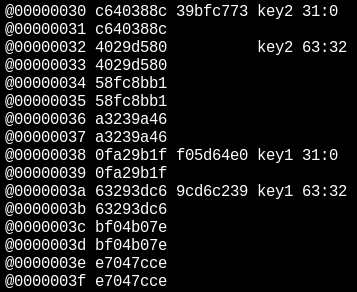 @00000030 c640388c 39bfc773 key2 31:0
@00000031 c640388c
@00000032 4029d580 key2 63:32
@00000033 4029d580
@00000034 58fc8bb1
@00000035 58fc8bb1
@00000036 a3239a46
@00000037 a3239a46
@00000038 0fa29b1f f05d64e0 key1 31:0
@00000039 0fa29b1f
@0000003a 63293dc6 9cd6c239 key1 63:32
@0000003b 63293dc6
@0000003c bf04b07e
@0000003d bf04b07e
@0000003e e7047cce
@0000003f e7047cce